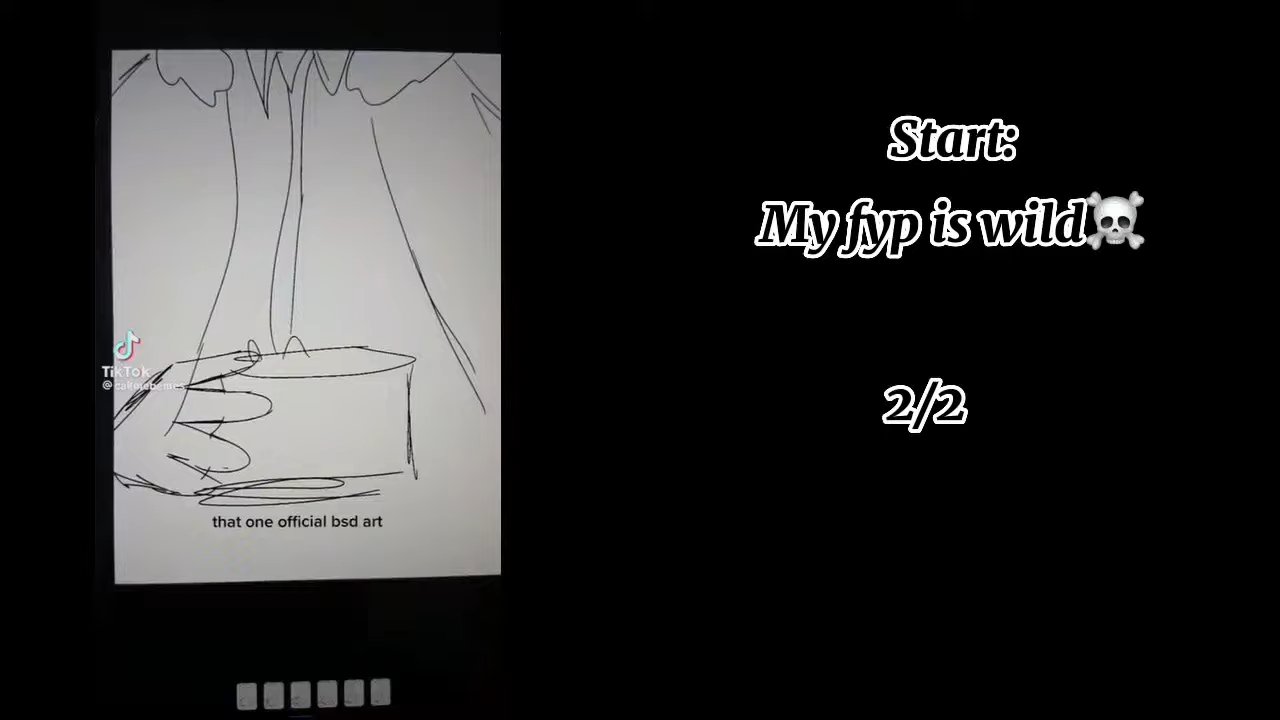 TikTok
that one official bsd art
Start:
My fyp is wild☠️
2/2